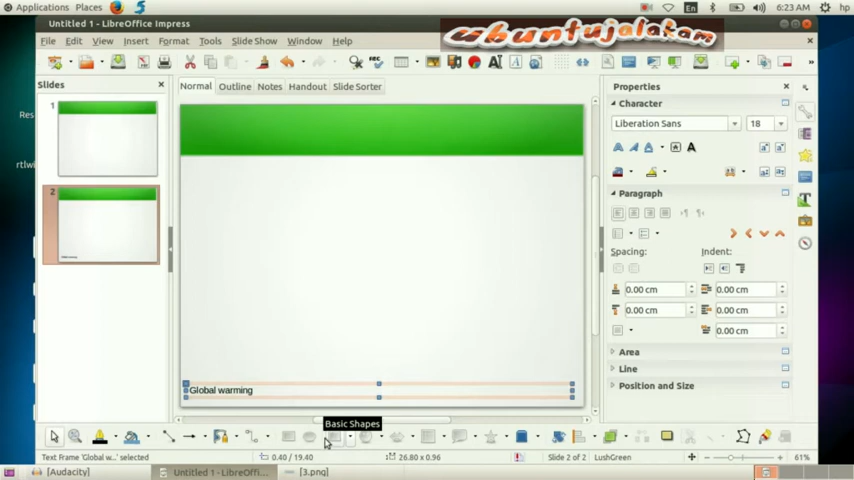 Applications Places En 6:23 AM hp
Untitled 1 - LibreOffice Impress
ubuntujalakam
File Edit View Insert Format Tools Slide Show Window Help
Slides
Normal Outline Notes Handout Slide Sorter
Properties
Character
Liberation Sans 18
1
2
Paragraph
Spacing: Indent:
0.00 cm 0.00 cm
0.00 cm 0.00 cm
0.00 cm
Area
Line
Position and Size
Global warming
Basic Shapes
Text Frame 'Global w...' selected 0.40 / 19.40 26.80 x 0.96 Slide 2 of 2 LushGreen 61%
[Audacity] Untitled 1 - LibreOffi... [3.png]